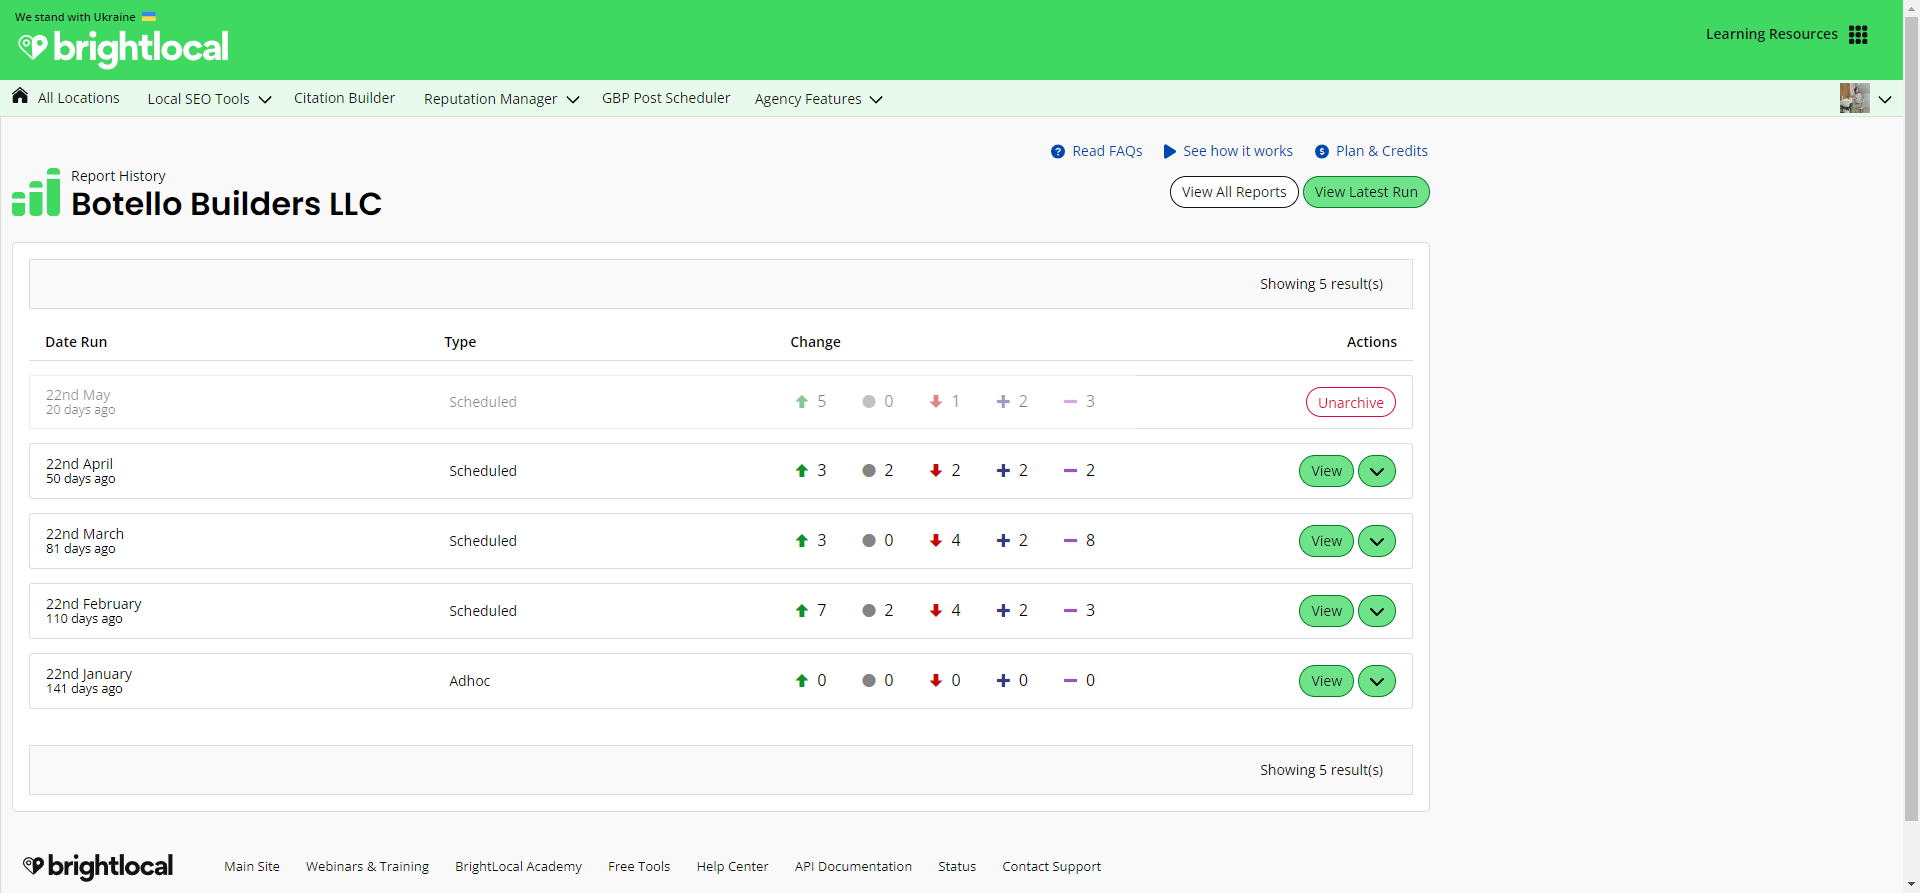 We stand with Ukraine
brightlocal
Learning Resources
All Locations Local SEO Tools Citation Builder Reputation Manager GBP Post Scheduler Agency Features
Read FAQs See how it works Plan & Credits
Report History
Botello Builders LLC
View All Reports View Latest Run
Showing 5 result(s)
Date Run Type Change Actions
22nd May
20 days ago
Scheduled 5 0 1 2 3 Unarchive
22nd April
50 days ago
Scheduled 3 2 2 2 2 View
22nd March
81 days ago
Scheduled 3 0 4 2 8 View
22nd February
110 days ago
Scheduled 7 2 4 2 3 View
22nd January
141 days ago
Adhoc 0 0 0 0 0 View
Showing 5 result(s)
brightlocal Main Site Webinars & Training BrightLocal Academy Free Tools Help Center API Documentation Status Contact Support